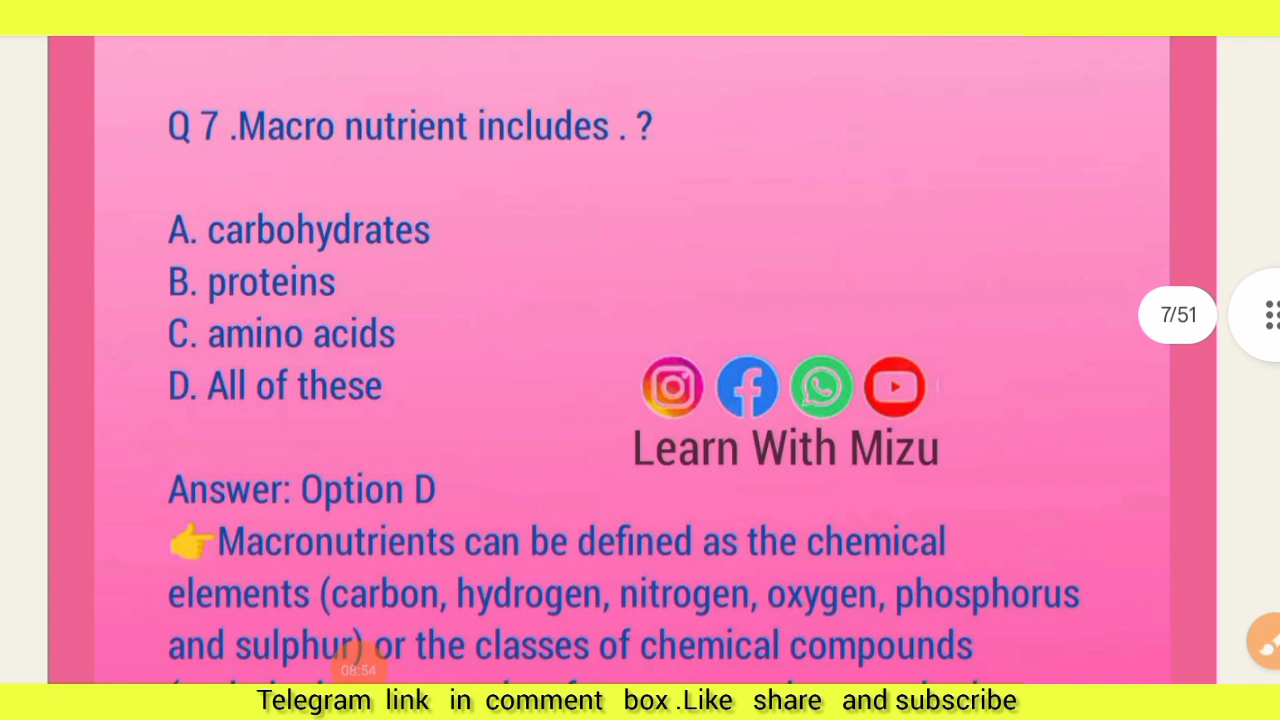 Q 7 .Macro nutrient includes . ?
A. carbohydrates
B. proteins
C. amino acids
D. All of these
7/51
Learn With Mizu
Answer: Option D
👉Macronutrients can be defined as the chemical
elements (carbon, hydrogen, nitrogen, oxygen, phosphorus
and sulphur) or the classes of chemical compounds
08:54
Telegram link in comment box .Like share and subscribe